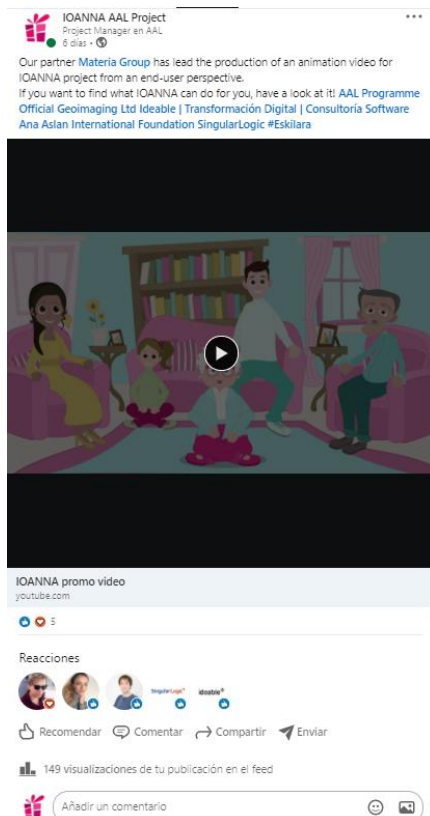 IOANNA AAL Project
Project Manager en AAL
6 días •
Our partner Materia Group has lead the production of an animation video for
IOANNA project from an end-user perspective.
If you want to find what IOANNA can do for you, have a look at it! AAL Programme
Official Geoimaging Ltd Ideable | Transformación Digital | Consultoría Software
Ana Aslan International Foundation SingularLogic #Eskilara
IOANNA promo video
youtube.com
5
Reacciones
SingularLogic ideable
Recomendar Comentar Compartir Enviar
149 visualizaciones de tu publicación en el feed
Añadir un comentario